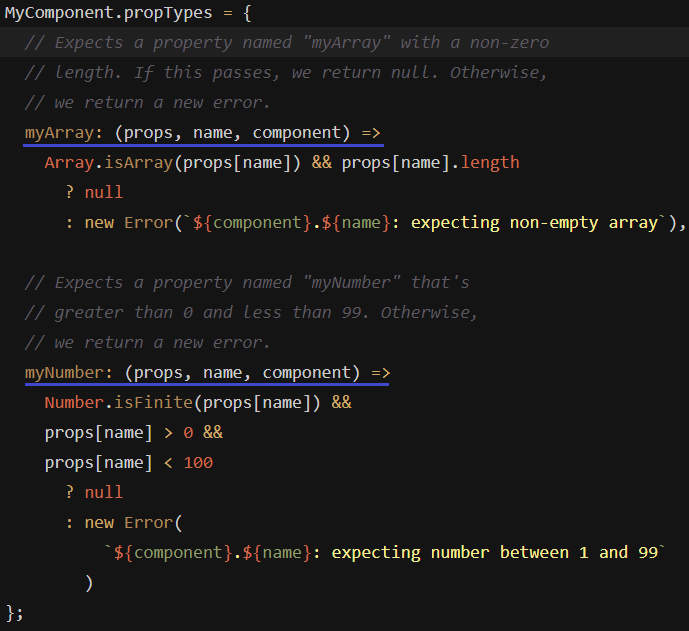 MyComponent.propTypes = {
// Expects a property named "myArray" with a non-zero
// length. If this passes, we return null. Otherwise,
// we return a new error.
myArray: (props, name, component) =>
Array.isArray(props[name]) && props[name].length
? null
: new Error(`${component}.${name}: expecting non-empty array`),
// Expects a property named "myNumber" that's
// greater than 0 and less than 99. Otherwise,
// we return a new error.
myNumber: (props, name, component) =>
Number.isFinite(props[name]) &&
props[name] > 0 &&
props[name] < 100
? null
: new Error(
`${component}.${name}: expecting number between 1 and 99`
)
};